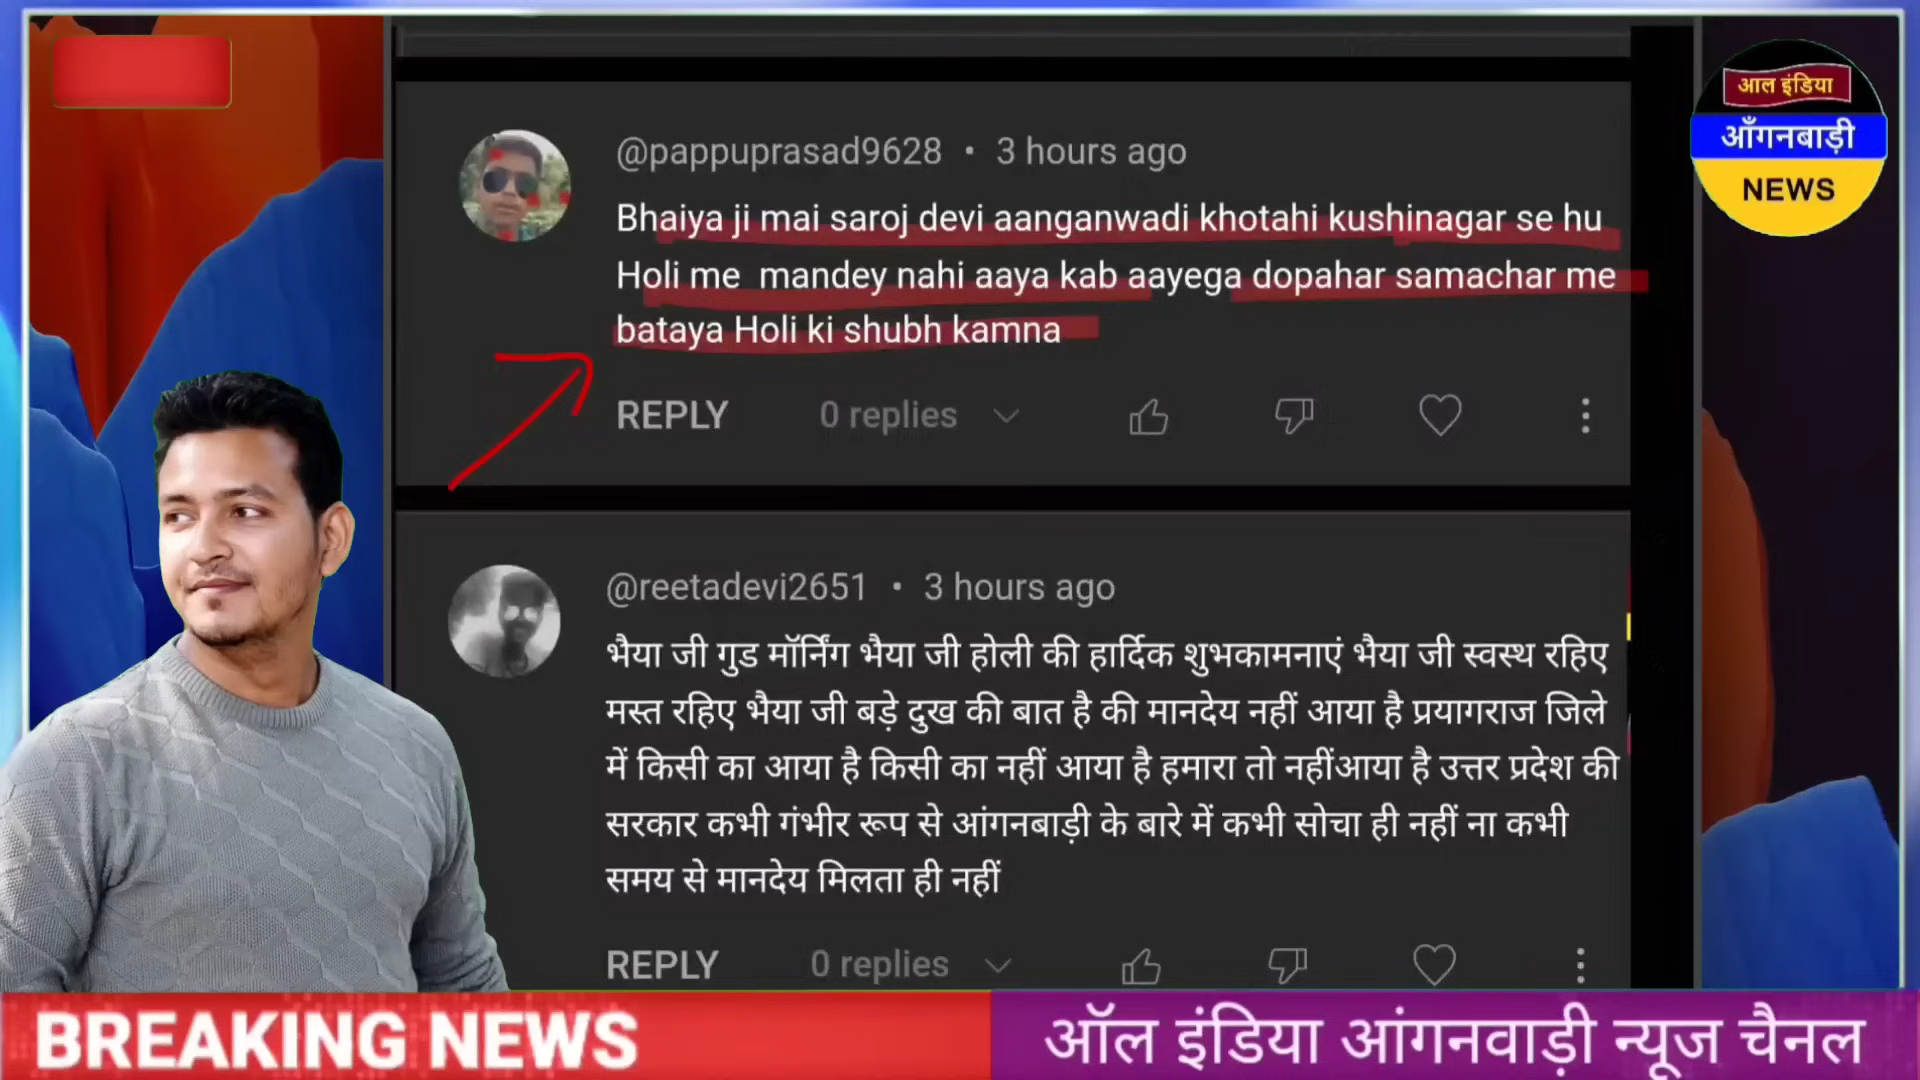 आल इंडिया
आँगनबाड़ी
NEWS
@pappuprasad9628 • 3 hours ago
Bhaiya ji mai saroj devi aanganwadi khotahi kushinagar se hu
Holi me mandey nahi aaya kab aayega dopahar samachar me
bataya Holi ki shubh kamna
REPLY 0 replies
@reetadevi2651 • 3 hours ago
भैया जी गुड मॉर्निंग भैया जी होली की हार्दिक शुभकामनाएं भैया जी स्वस्थ रहिए
मस्त रहिए भैया जी बड़े दुख की बात है की मानदेय नहीं आया है प्रयागराज जिले
में किसी का आया है किसी का नहीं आया है हमारा तो नहींआया है उत्तर प्रदेश की
सरकार कभी गंभीर रूप से आंगनबाड़ी के बारे में कभी सोचा ही नहीं ना कभी
समय से मानदेय मिलता ही नहीं
REPLY 0 replies
BREAKING NEWS
ऑल इंडिया आंगनवाड़ी न्यूज चैनल